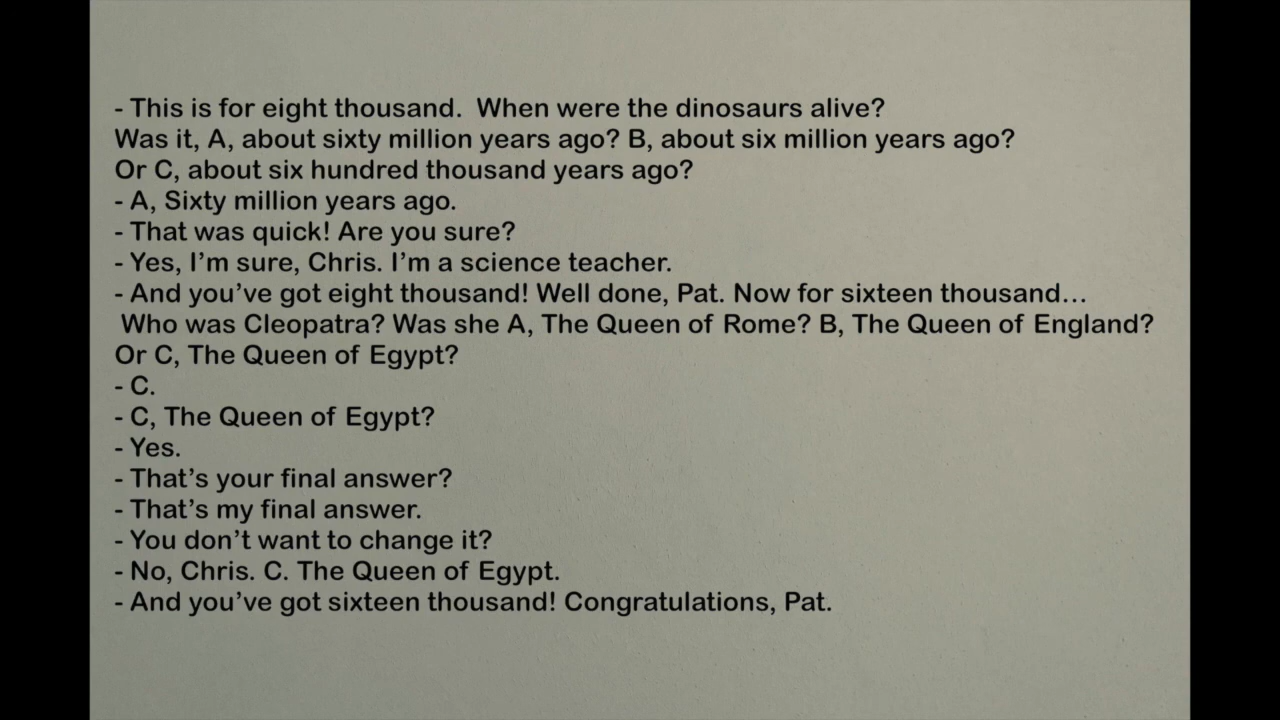 - This is for eight thousand.  When were the dinosaurs alive?
Was it, A, about sixty million years ago? B, about six million years ago?
Or C, about six hundred thousand years ago?
- A, Sixty million years ago.
- That was quick! Are you sure?
- Yes, I'm sure, Chris. I'm a science teacher.
- And you've got eight thousand! Well done, Pat. Now for sixteen thousand…
Who was Cleopatra? Was she A, The Queen of Rome? B, The Queen of England?
Or C, The Queen of Egypt?
- C.
- C, The Queen of Egypt?
- Yes.
- That's your final answer?
- That's my final answer.
- You don't want to change it?
- No, Chris. C. The Queen of Egypt.
- And you've got sixteen thousand! Congratulations, Pat.